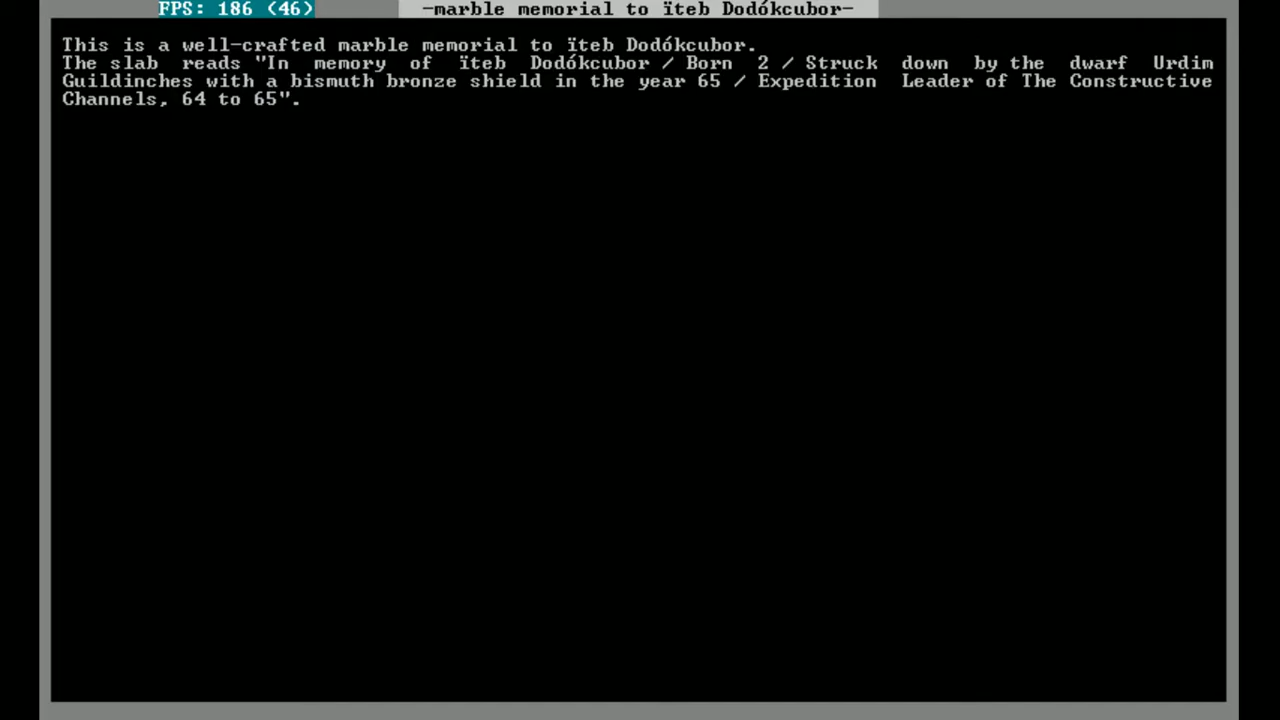 FPS: 186 (46)
-marble memorial to ïteb Dodókcubor-
This is a well-crafted marble memorial to ïteb Dodókcubor.
The slab reads "In memory of ïteb Dodókcubor / Born 2 / Struck down by the dwarf Urdim
Guildinches with a bismuth bronze shield in the year 65 / Expedition Leader of The Constructive
Channels, 64 to 65".